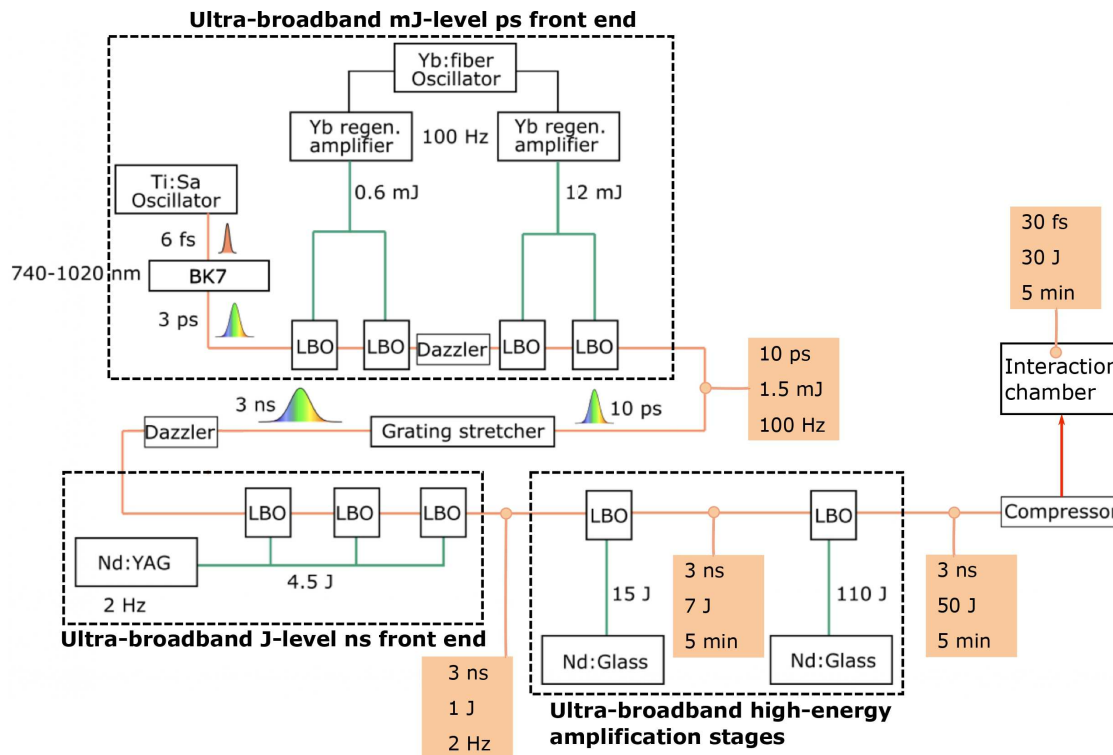 Ultra-broadband mJ-level ps front end
Yb:fiber
Oscillator
Yb regen.
amplifier
100 Hz
Yb regen.
amplifier
Ti:Sa
Oscillator
0.6 mJ
12 mJ
6 fs
740-1020 nm
BK7
3 ps
LBO
LBO
Dazzler
LBO
LBO
10 ps
1.5 mJ
100 Hz
30 fs
30 J
5 min
Interaction
chamber
3 ns
10 ps
Dazzler
Grating stretcher
LBO
LBO
LBO
Nd:YAG
4.5 J
2 Hz
Ultra-broadband J-level ns front end
3 ns
1 J
2 Hz
LBO
LBO
Compressor
15 J
3 ns
7 J
5 min
110 J
3 ns
50 J
5 min
Nd:Glass
Nd:Glass
Ultra-broadband high-energy
amplification stages